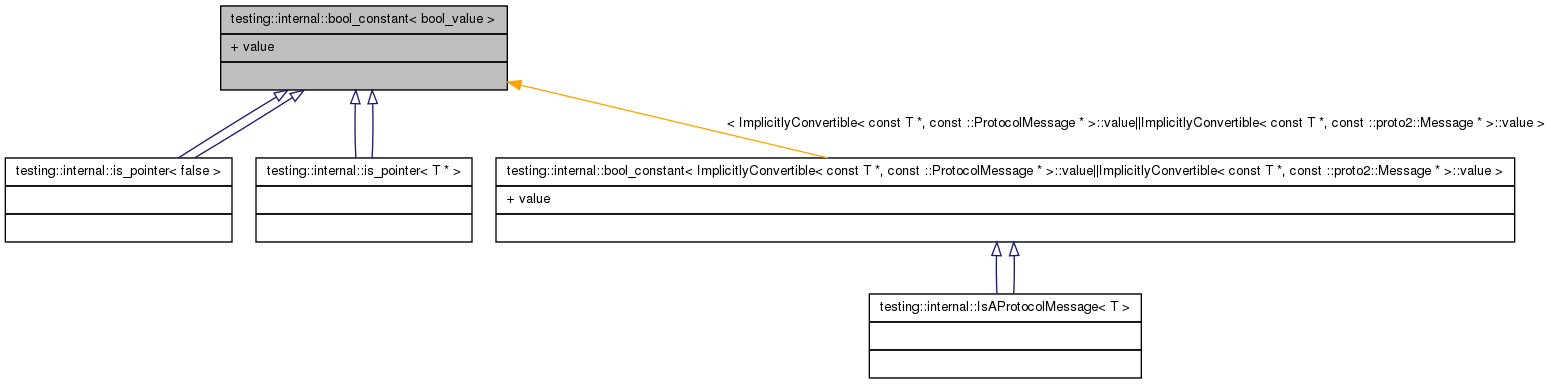 testing::internal::bool_constant< bool_value >
+ value
< ImplicitlyConvertible< const T *, const ::ProtocolMessage * >::value||ImplicitlyConvertible< const T *, const ::proto2::Message * >::value >
testing::internal::is_pointer< false >
testing::internal::is_pointer< T * >
testing::internal::bool_constant< ImplicitlyConvertible< const T *, const ::ProtocolMessage * >::value||ImplicitlyConvertible< const T *, const ::proto2::Message * >::value >
+ value
testing::internal::IsAProtocolMessage< T >